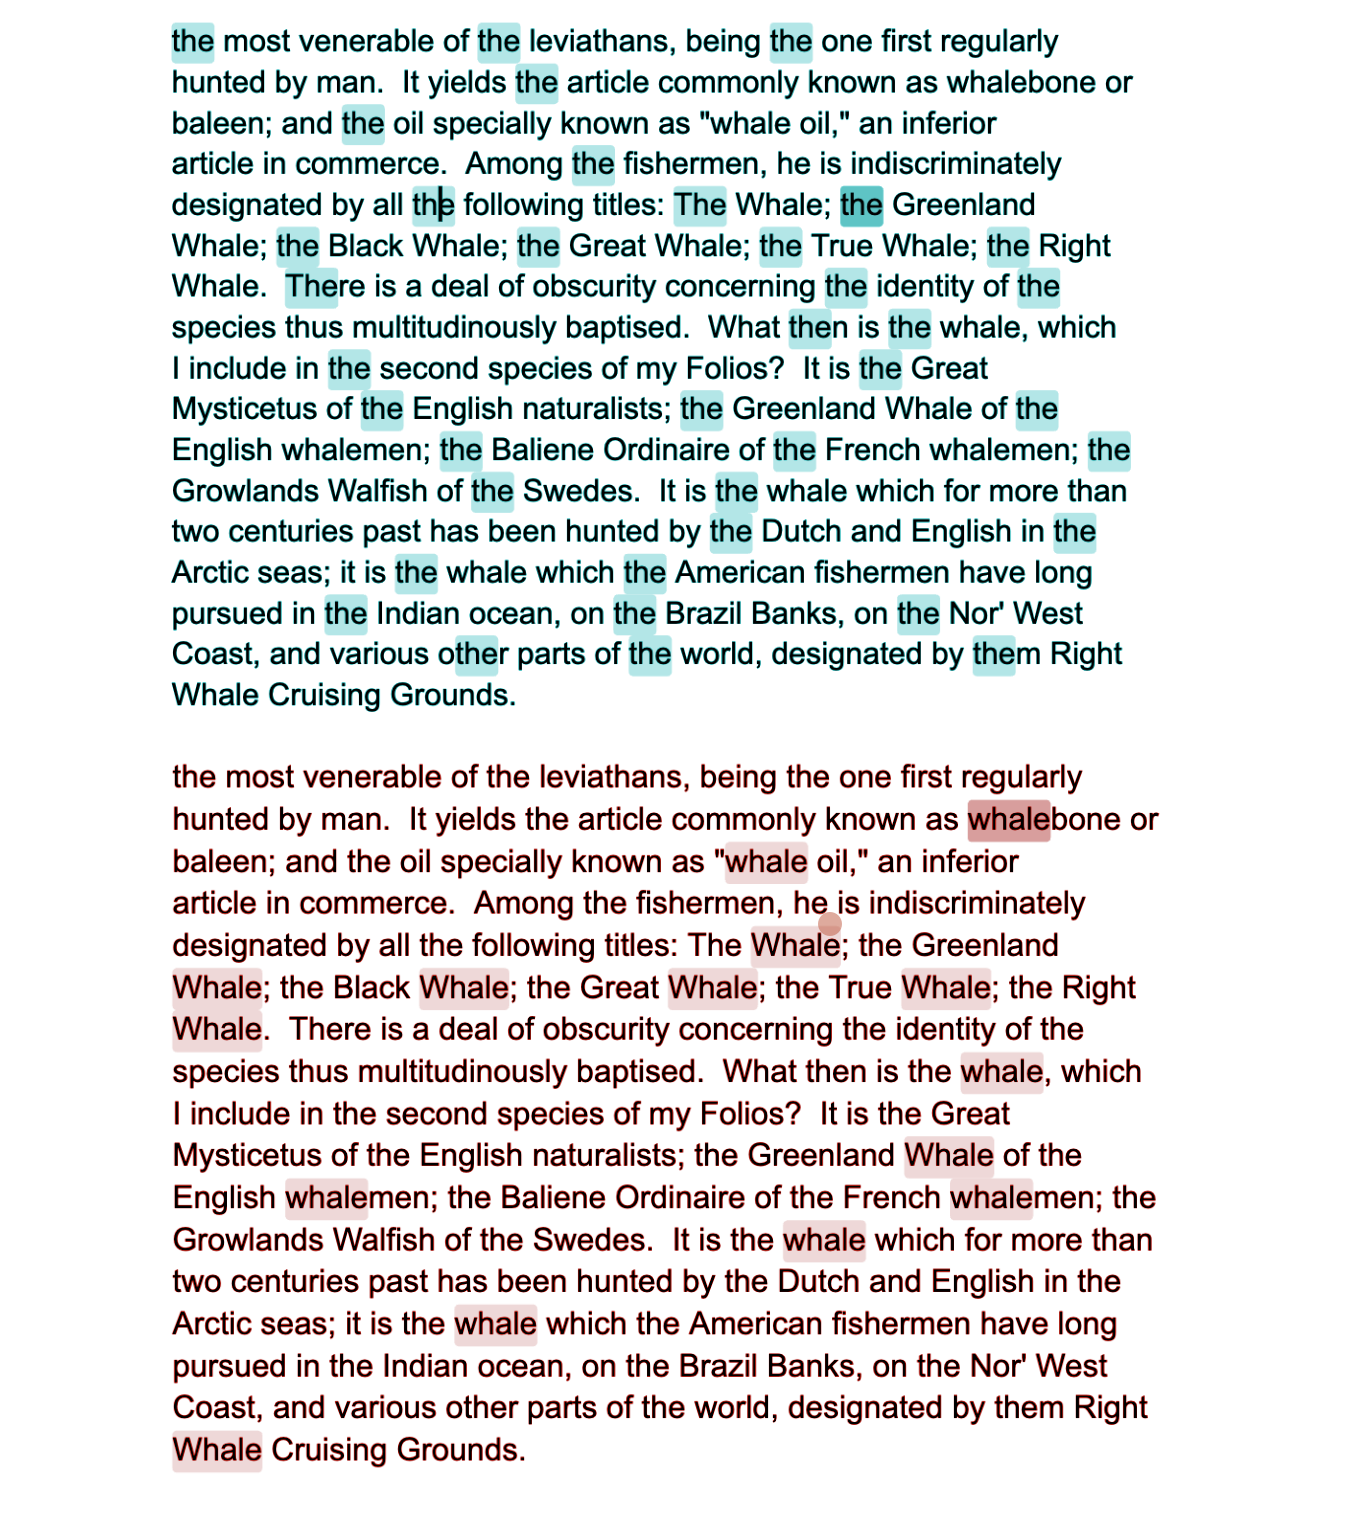 the most venerable of the leviathans, being the one first regularly
hunted by man.  It yields the article commonly known as whalebone or
baleen; and the oil specially known as "whale oil," an inferior
article in commerce.  Among the fishermen, he is indiscriminately
designated by all the following titles: The Whale; the Greenland
Whale; the Black Whale; the Great Whale; the True Whale; the Right
Whale.  There is a deal of obscurity concerning the identity of the
species thus multitudinously baptised.  What then is the whale, which
I include in the second species of my Folios?  It is the Great
Mysticetus of the English naturalists; the Greenland Whale of the
English whalemen; the Baliene Ordinaire of the French whalemen; the
Growlands Walfish of the Swedes.  It is the whale which for more than
two centuries past has been hunted by the Dutch and English in the
Arctic seas; it is the whale which the American fishermen have long
pursued in the Indian ocean, on the Brazil Banks, on the Nor' West
Coast, and various other parts of the world, designated by them Right
Whale Cruising Grounds.
the most venerable of the leviathans, being the one first regularly
hunted by man.  It yields the article commonly known as whalebone or
baleen; and the oil specially known as "whale oil," an inferior
article in commerce.  Among the fishermen, he is indiscriminately
designated by all the following titles: The Whale; the Greenland
Whale; the Black Whale; the Great Whale; the True Whale; the Right
Whale.  There is a deal of obscurity concerning the identity of the
species thus multitudinously baptised.  What then is the whale, which
I include in the second species of my Folios?  It is the Great
Mysticetus of the English naturalists; the Greenland Whale of the
English whalemen; the Baliene Ordinaire of the French whalemen; the
Growlands Walfish of the Swedes.  It is the whale which for more than
two centuries past has been hunted by the Dutch and English in the
Arctic seas; it is the whale which the American fishermen have long
pursued in the Indian ocean, on the Brazil Banks, on the Nor' West
Coast, and various other parts of the world, designated by them Right
Whale Cruising Grounds.